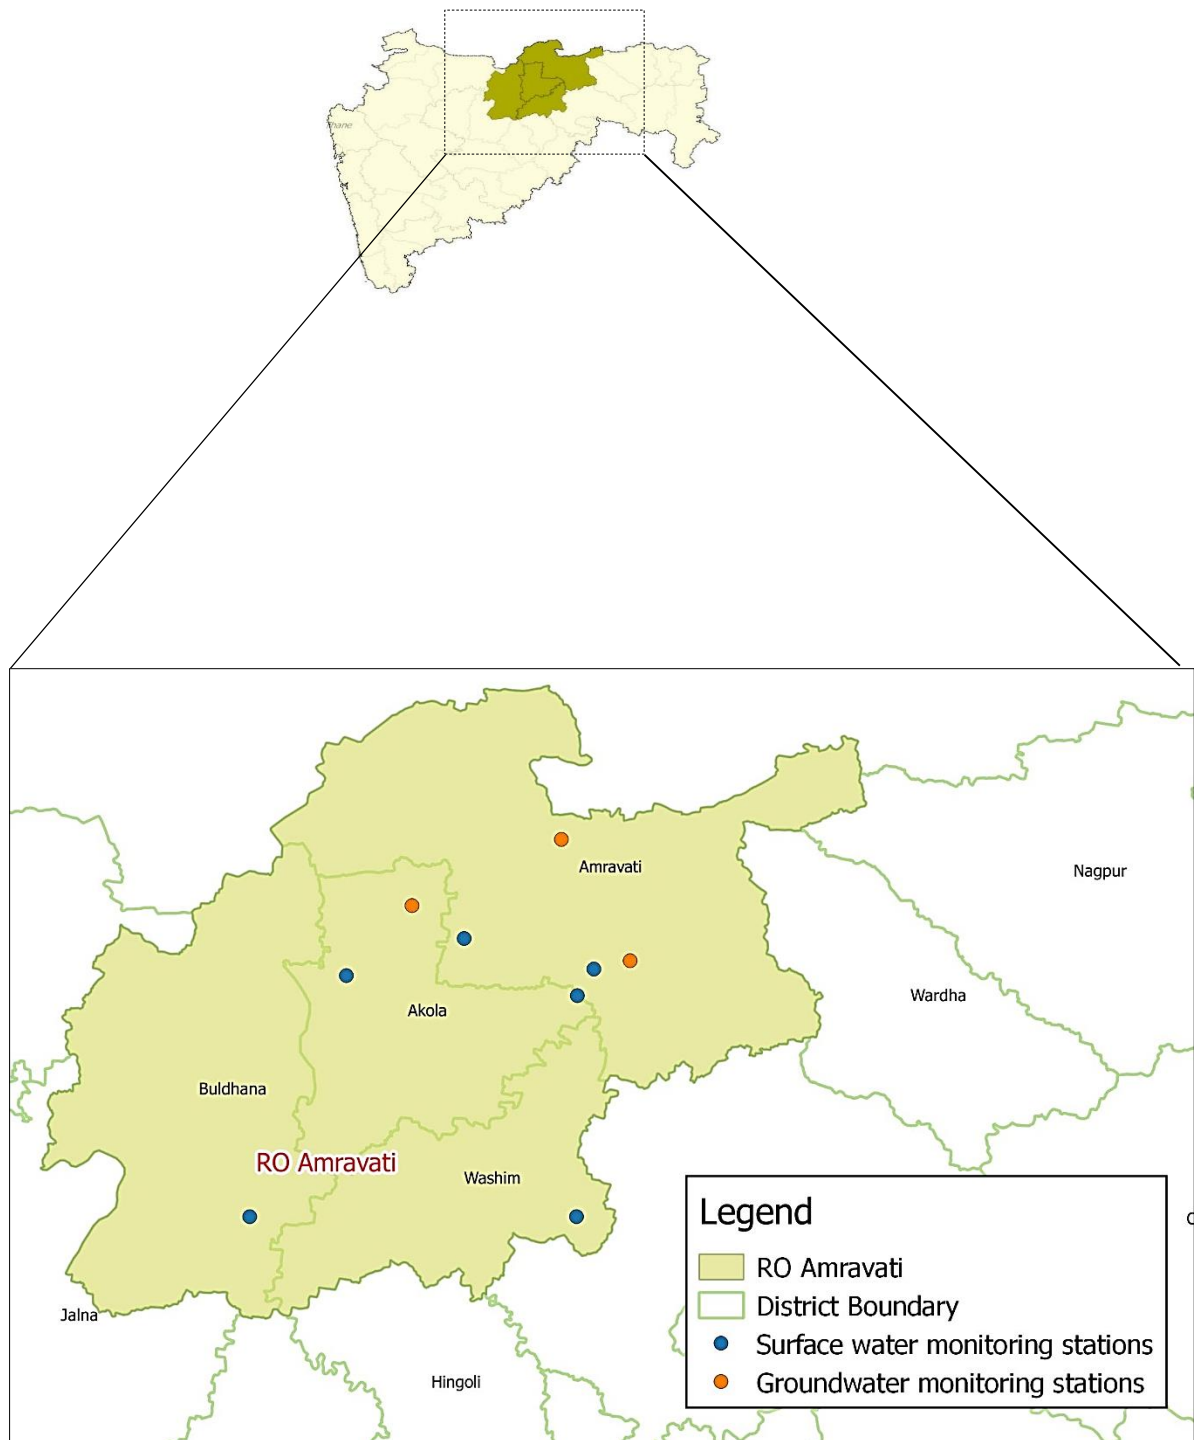 Thane
Amravati
Nagpur
Wardha
Akola
Buldhana
RO Amravati
Washim
Jalna
Hingoli
Legend
RO Amravati
District Boundary
Surface water monitoring stations
Groundwater monitoring stations